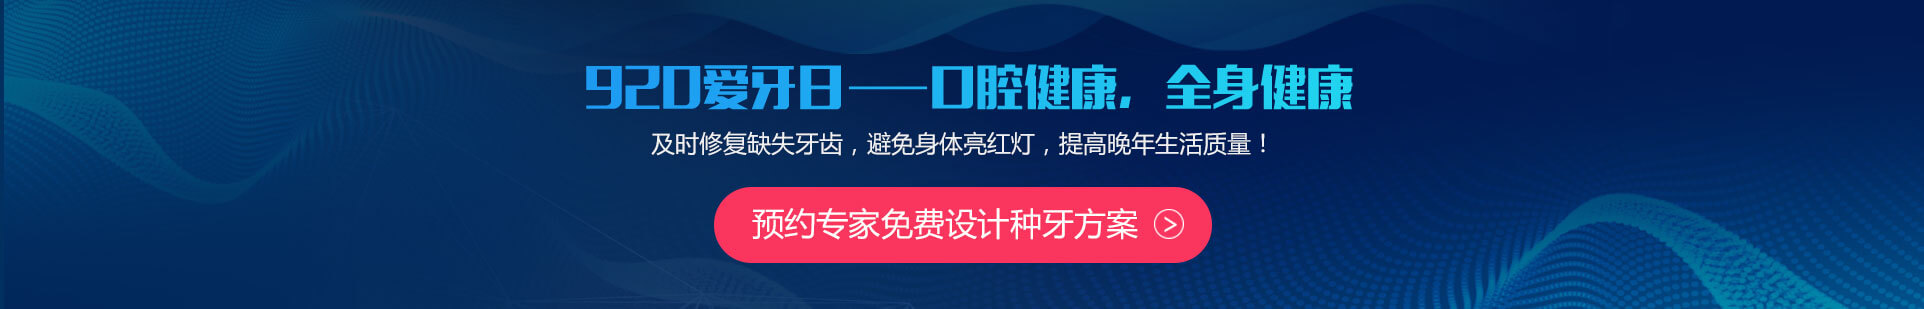 920爱牙日——口腔健康，全身健康
及时修复缺失牙齿，避免身体亮红灯，提高晚年生活质量！
预约专家免费设计种牙方案